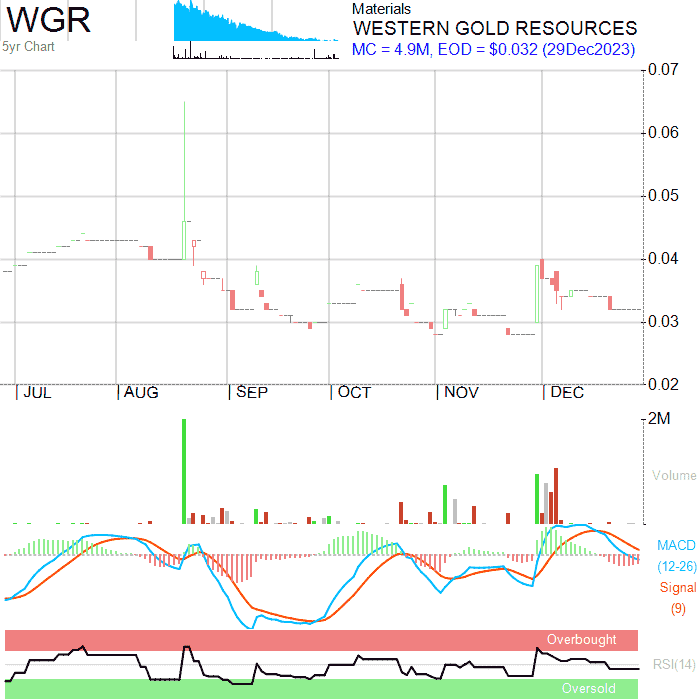 WGR
5yr Chart
Materials
WESTERN GOLD RESOURCES
MC = 4.9M, EOD = $0.032 (29Dec2023)
0.07
0.06
0.05
0.04
0.03
0.02
JUL AUG SEP OCT NOV DEC
2M
Volume
MACD
(12-26)
Signal
(9)
Overbought
RSI(14)
Oversold